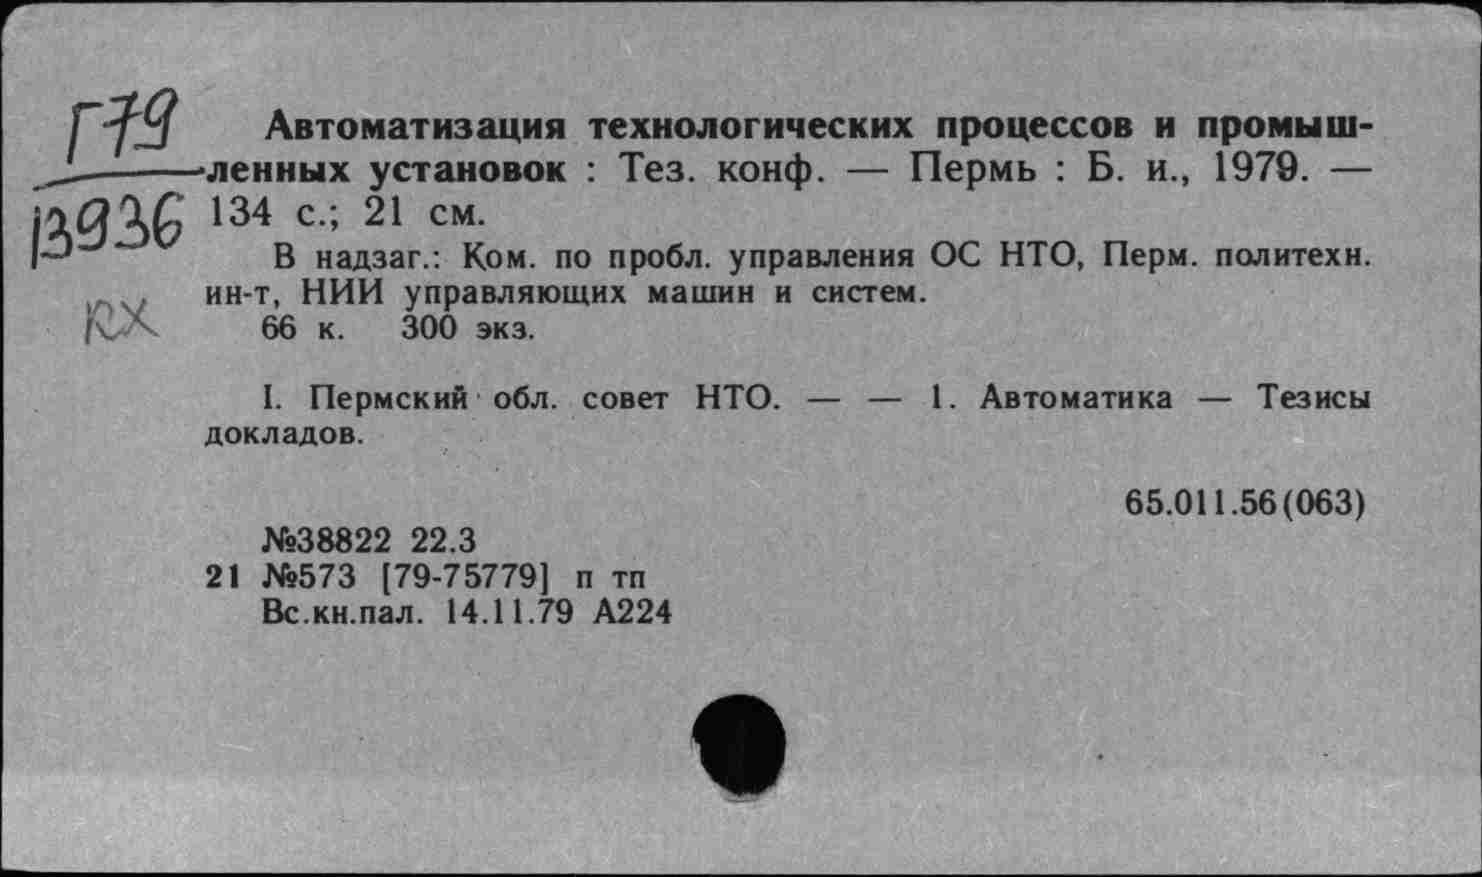 Г79
13936
кх
Автоматизация технологических процессов и промыш-
ленных установок : Тез. конф. — Пермь : Б. и., 1979. —
134 с.; 21 см.
В надзаг.: Ком. по пробл. управления ОС НТО, Перм. политехн.
ин-т, НИИ управляющих машин и систем.
66 к. 300 экз.
I. Пермский обл. совет НТО. — — 1. Автоматика — Тезисы
докладов.
65.011.56(063)
№38822 22.3
21 №573 [79-75779] п тп
Вс.кн.пал. 14.11.79 А224